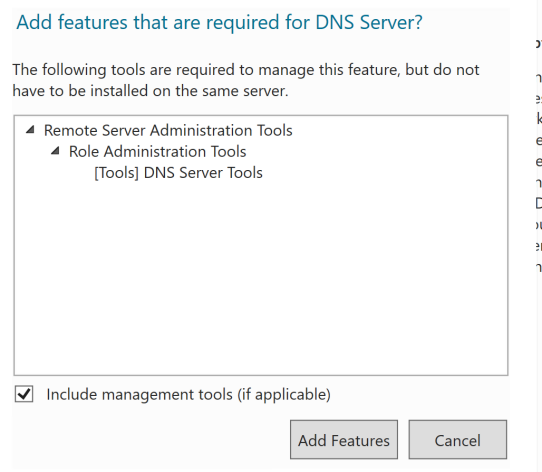 Add features that are required for DNS Server?
The following tools are required to manage this feature, but do not
have to be installed on the same server.
Remote Server Administration Tools
Role Administration Tools
[Tools] DNS Server Tools
Include management tools (if applicable)
Add Features
Cancel